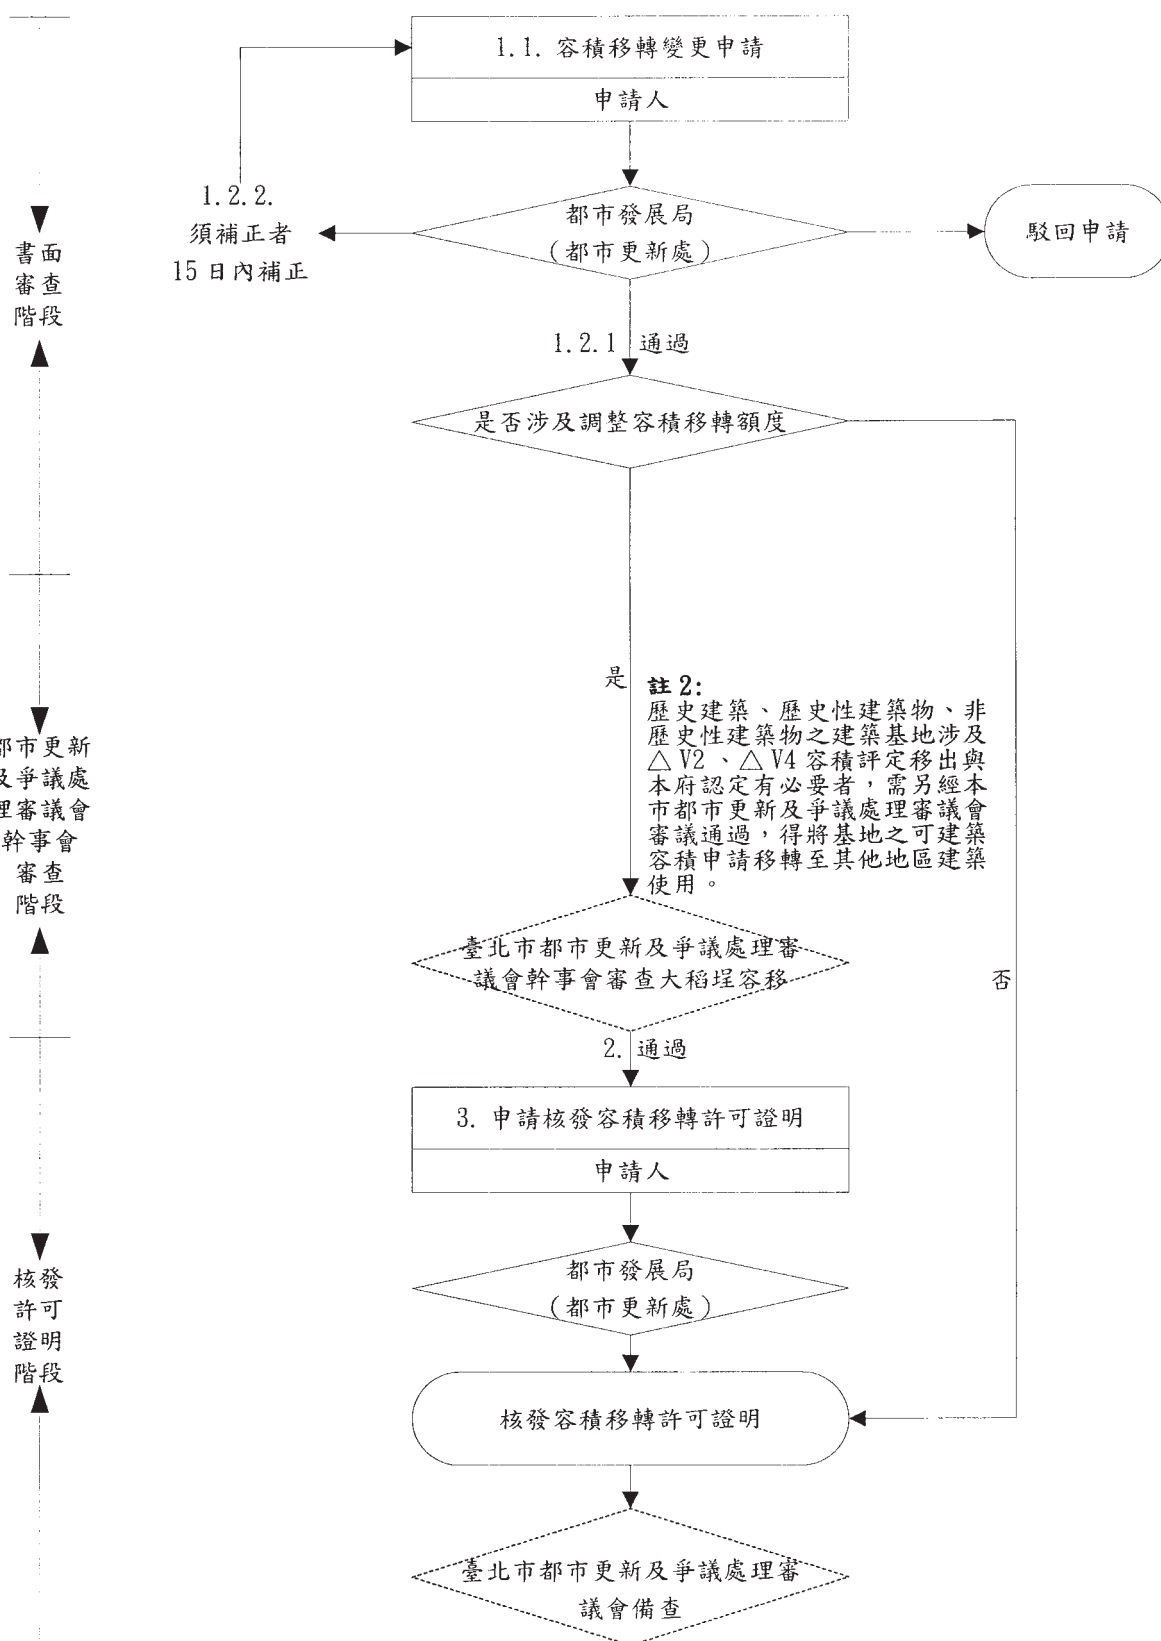 1.1. 容積移轉變更申請
申請人
1.2.2.
須補正者
15 日內補正
都市發展局
(都市更新處)
駁回申請
書面
審查
階段
1.2.1 通過
是否涉及調整容積移轉額度
是
註 2:
歷史建築、歷史性建築物、非
歷史性建築物之建築基地涉及
△ V2 、△ V4 容積評定移出與
本府認定有必要者，需另經本
市都市更新及爭議處理審議會
審議通過，得將基地之可建築
容積申請移轉至其他地區建築
使用。
都市更新
及爭議處
理審議會
幹事會
審查
階段
臺北市都市更新及爭議處理審
議會幹事會審查大稻埕容移
否
2. 通過
3. 申請核發容積移轉許可證明
申請人
都市發展局
(都市更新處)
核發
許可
證明
階段
核發容積移轉許可證明
臺北市都市更新及爭議處理審
議會備查